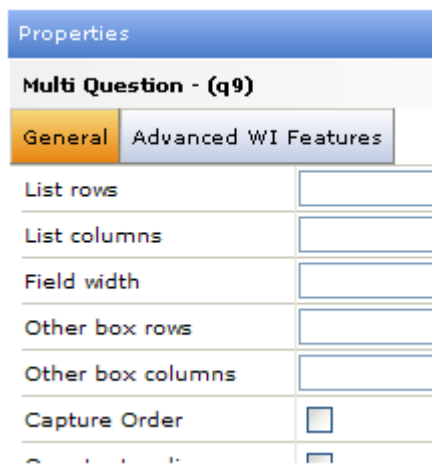 Properties
Multi Question - (q9)
General Advanced WI Features
List rows
List columns
Field width
Other box rows
Other box columns
Capture Order